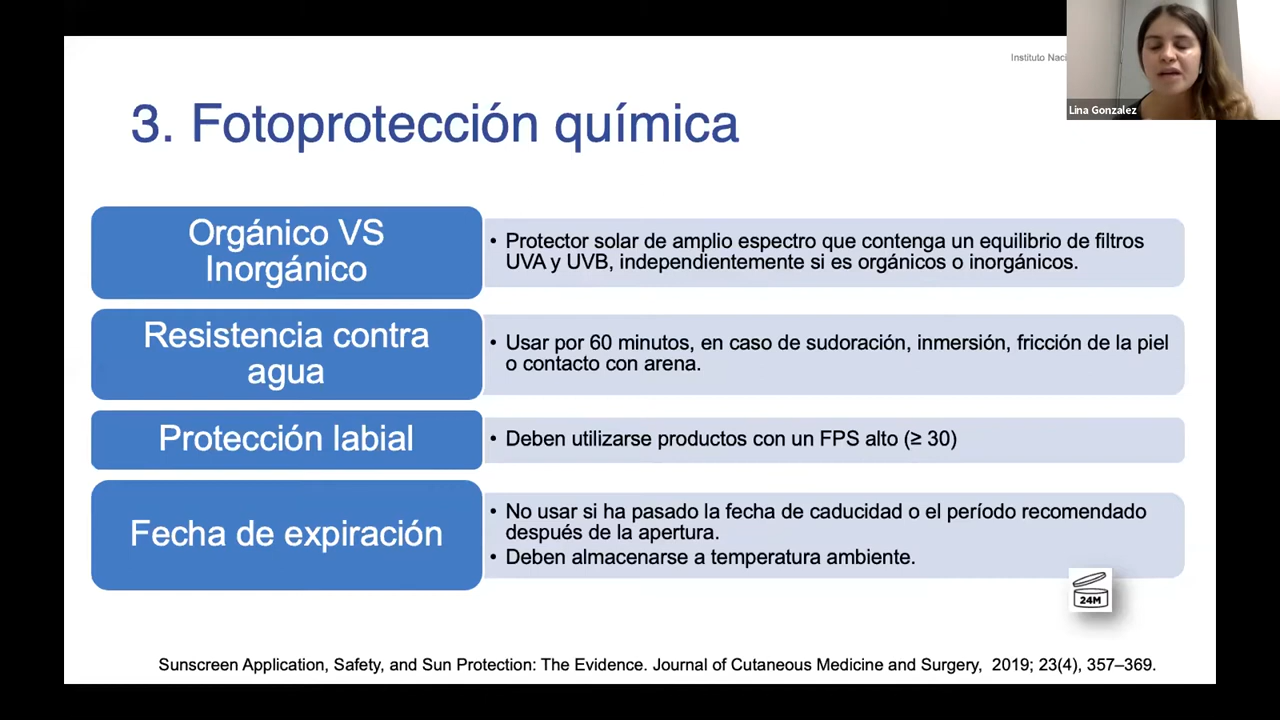 Instituto
Lina Gonzalez
3. Fotoprotección química
Orgánico VS
Inorgánico
• Protector solar de amplio espectro que contenga un equilibrio de filtros
UVA y UVB, independientemente si es orgánicos o inorgánicos.
Resistencia contra
agua
• Usar por 60 minutos, en caso de sudoración, inmersión, fricción de la piel
o contacto con arena.
Protección labial
• Deben utilizarse productos con un FPS alto (≥ 30)
Fecha de expiración
• No usar si ha pasado la fecha de caducidad o el período recomendado
después de la apertura.
• Deben almacenarse a temperatura ambiente.
24M
Sunscreen Application, Safety, and Sun Protection: The Evidence. Journal of Cutaneous Medicine and Surgery, 2019; 23(4), 357–369.